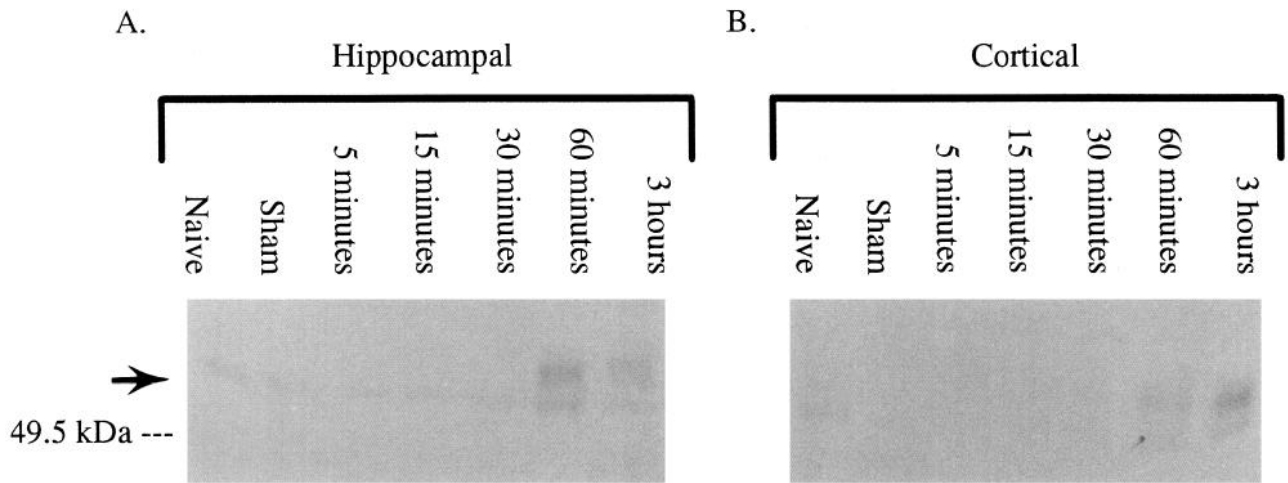 A.
Hippocampal
Naive
Sham
5 minutes
15 minutes
30 minutes
60 minutes
3 hours
49.5 kDa ---
B.
Cortical
Naive
Sham
5 minutes
15 minutes
30 minutes
60 minutes
3 hours